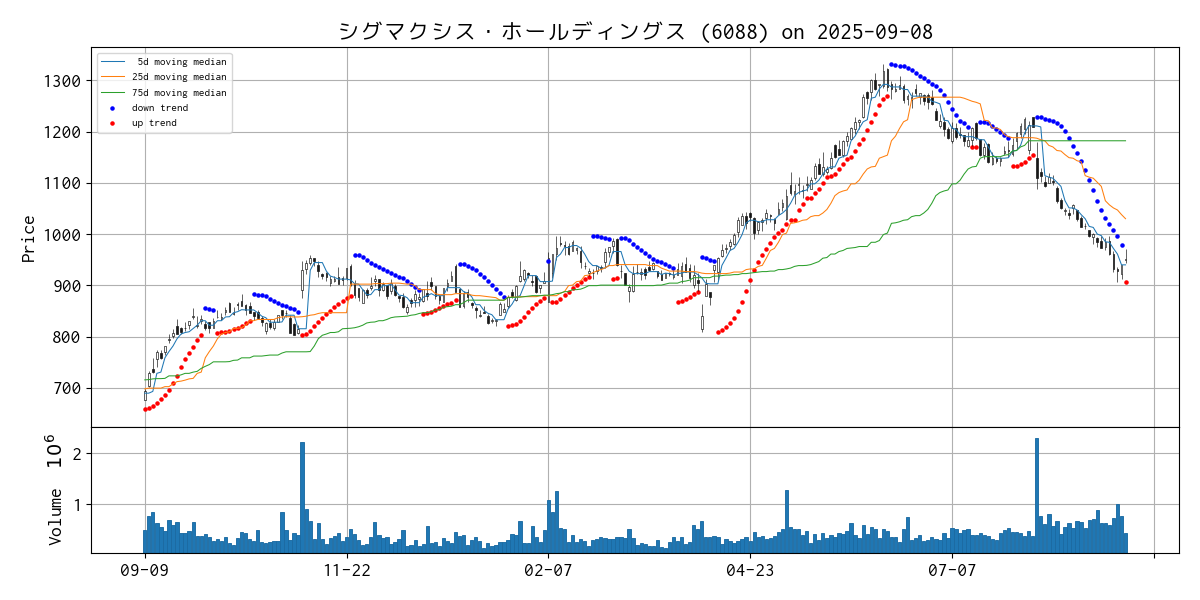 シグマクシス・ホールディングス (6088) on 2025-09-08
5d moving median
25d moving median
75d moving median
down trend
up trend
Price
1300
1200
1100
1000
900
800
700
Volume 10^6
2
1
09-09
11-22
02-07
04-23
07-07